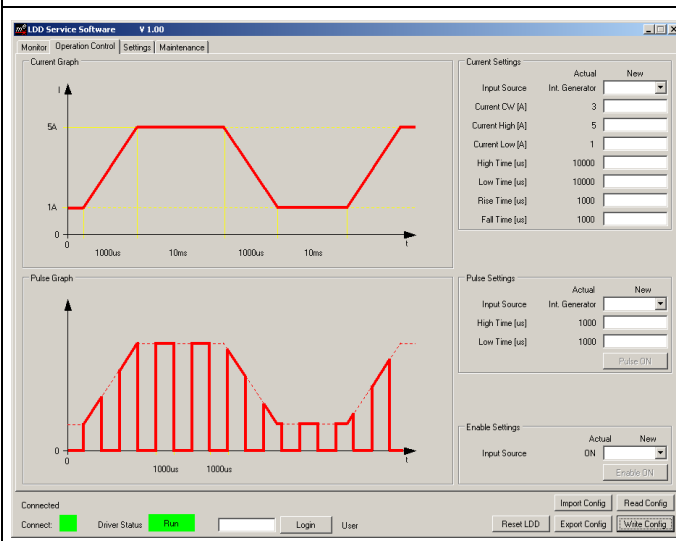 LDD Service Software V 1.00
Monitor Operation Control Settings Maintenance
Current Graph
I
5A
1A
0
0
1000us 10ms 1000us 10ms
t
Current Settings
Actual New
Input Source Int. Generator
Current CW [A] 3
Current High [A] 5
Current Low [A] 1
High Time [us] 10000
Low Time [us] 10000
Rise Time [us] 1000
Fall Time [us] 1000
Pulse Graph
0
0
1000us 1000us
t
Pulse Settings
Actual New
Input Source Int. Generator
High Time [us] 1000
Low Time [us] 1000
Pulse ON
Enable Settings
Actual New
Input Source ON
Enable ON
Connected
Import Config Read Config
Connect: Driver Status Run Login User Reset LDD Export Config Write Config